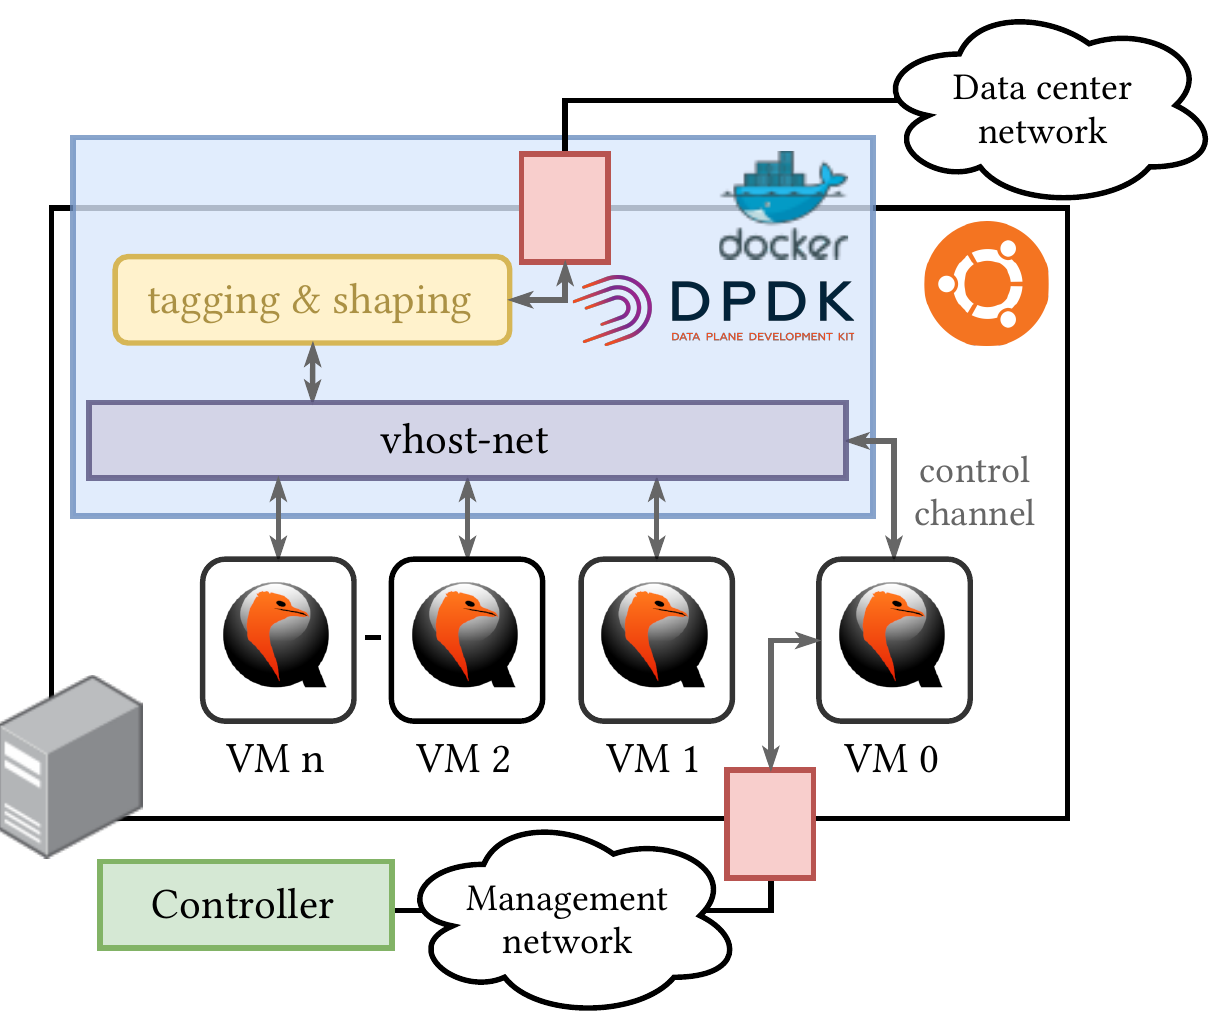 Data center
network
docker
tagging & shaping
DPDK
DATA PLANE DEVELOPMENT KIT
vhost-net
control
channel
VM n
VM 2
VM 1
VM 0
Controller
Management
network